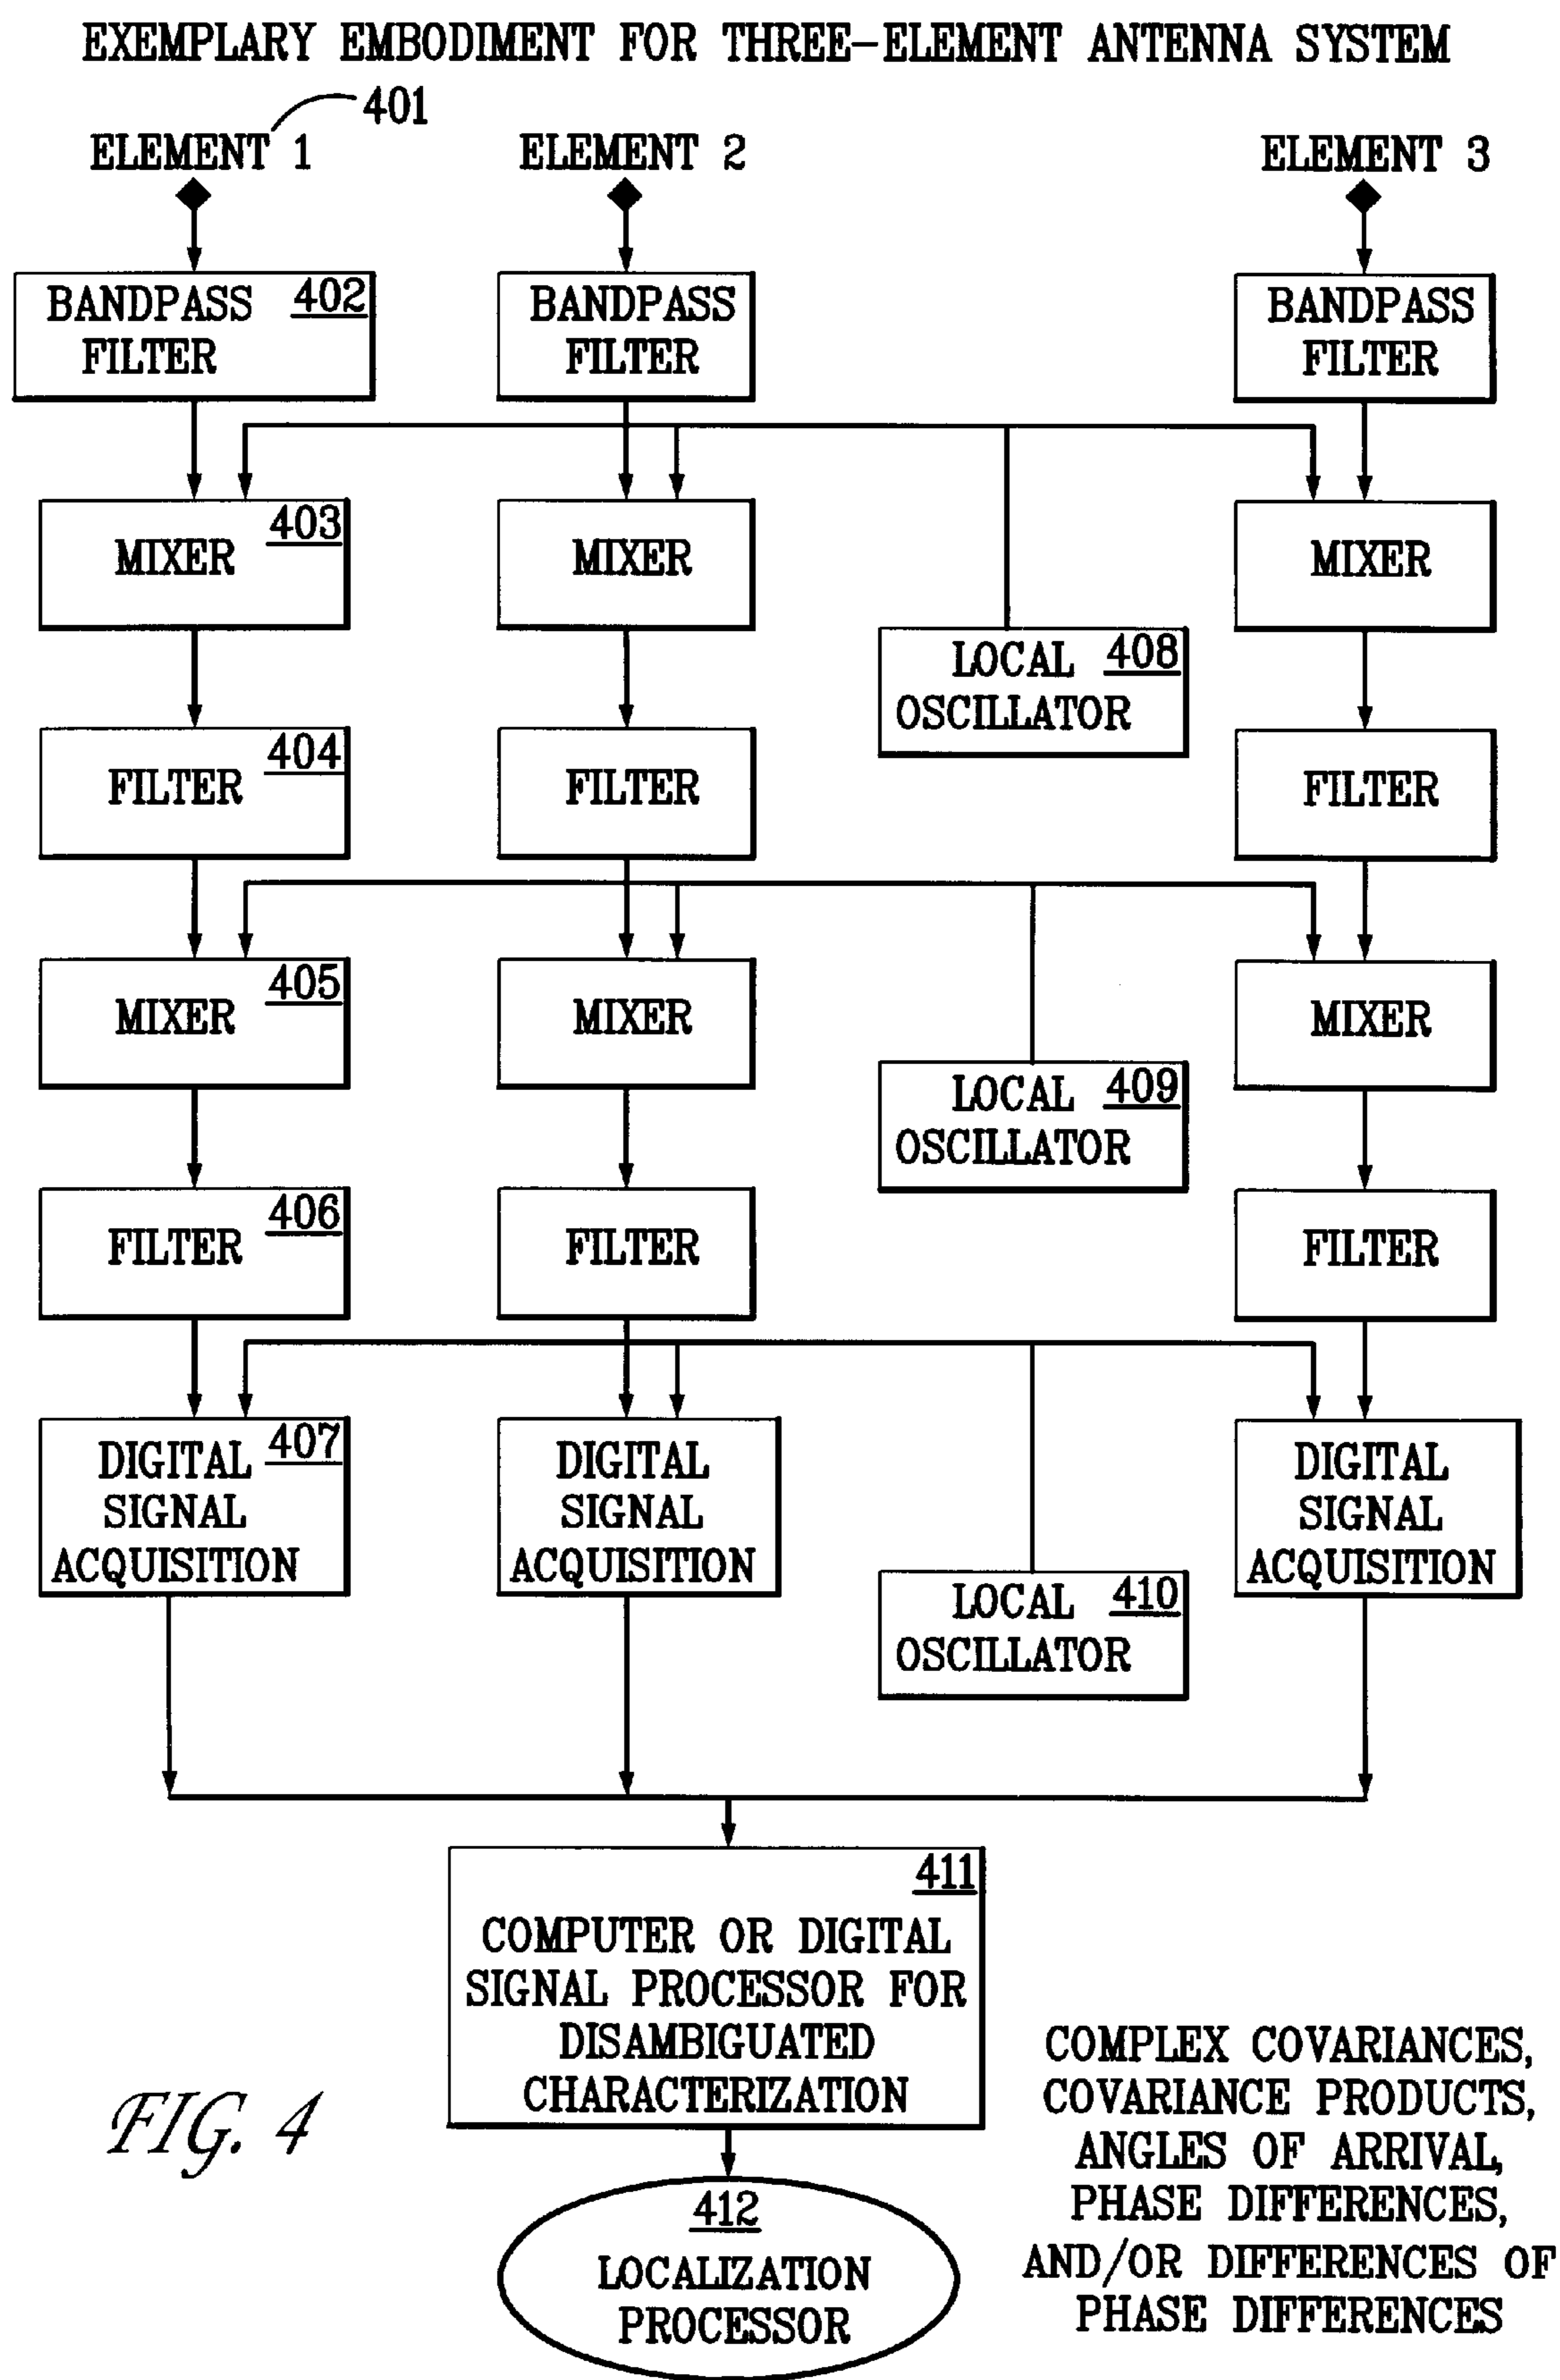 EXEMPLARY EMBODIMENT FOR THREE-ELEMENT ANTENNA SYSTEM
401
ELEMENT 1 ELEMENT 2 ELEMENT 3
BANDPASS FILTER 402
BANDPASS FILTER
BANDPASS FILTER
MIXER 403
MIXER
MIXER
LOCAL OSCILLATOR 408
FILTER 404
FILTER
FILTER
MIXER 405
MIXER
MIXER
LOCAL OSCILLATOR 409
FILTER 406
FILTER
FILTER
DIGITAL 407
SIGNAL
ACQUISITION
DIGITAL
SIGNAL
ACQUISITION
DIGITAL
SIGNAL
ACQUISITION
LOCAL 410
OSCILLATOR
411
COMPUTER OR DIGITAL
SIGNAL PROCESSOR FOR
DISAMBIGUATED
CHARACTERIZATION
412
LOCALIZATION
PROCESSOR
COMPLEX COVARIANCES,
COVARIANCE PRODUCTS,
ANGLES OF ARRIVAL,
PHASE DIFFERENCES,
AND/OR DIFFERENCES OF
PHASE DIFFERENCES
FIG. 4